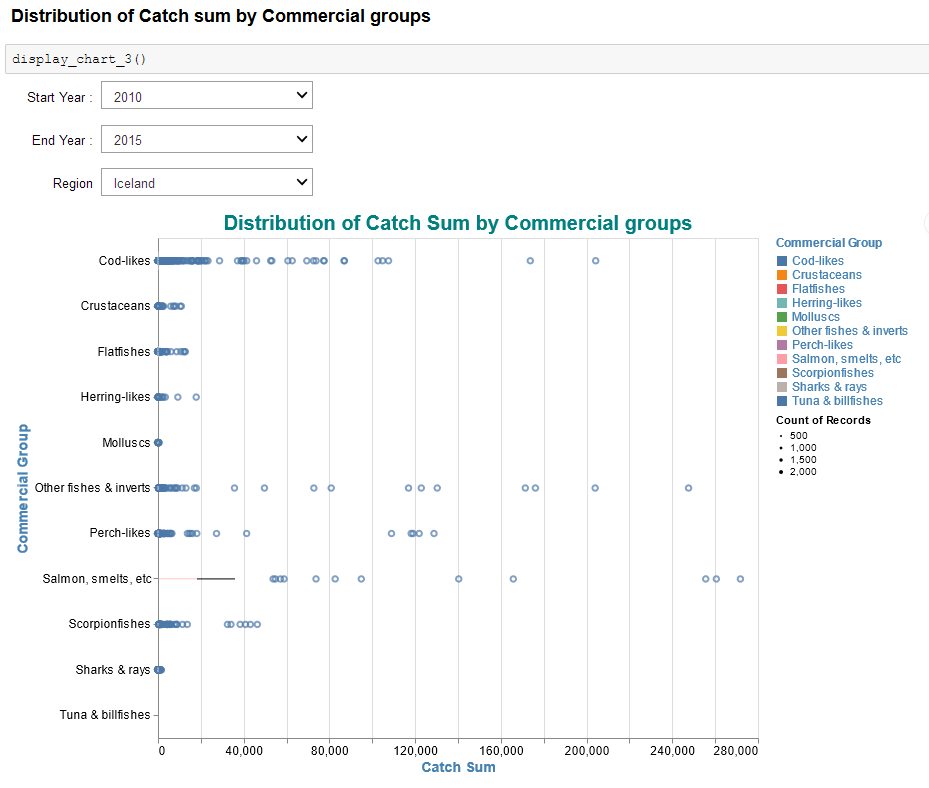 Distribution of Catch sum by Commercial groups
display_chart_3()
Start Year : 2010
End Year : 2015
Region Iceland
Distribution of Catch Sum by Commercial groups
Commercial Group
Cod-likes
Crustaceans
Flatfishes
Herring-likes
Molluscs
Other fishes & inverts
Perch-likes
Salmon, smelts, etc
Scorpionfishes
Sharks & rays
Tuna & billfishes
0 40,000 80,000 120,000 160,000 200,000 240,000 280,000
Catch Sum
Commercial Group
Cod-likes
Crustaceans
Flatfishes
Herring-likes
Molluscs
Other fishes & inverts
Perch-likes
Salmon, smelts, etc
Scorpionfishes
Sharks & rays
Tuna & billfishes
Count of Records
500
1,000
1,500
2,000